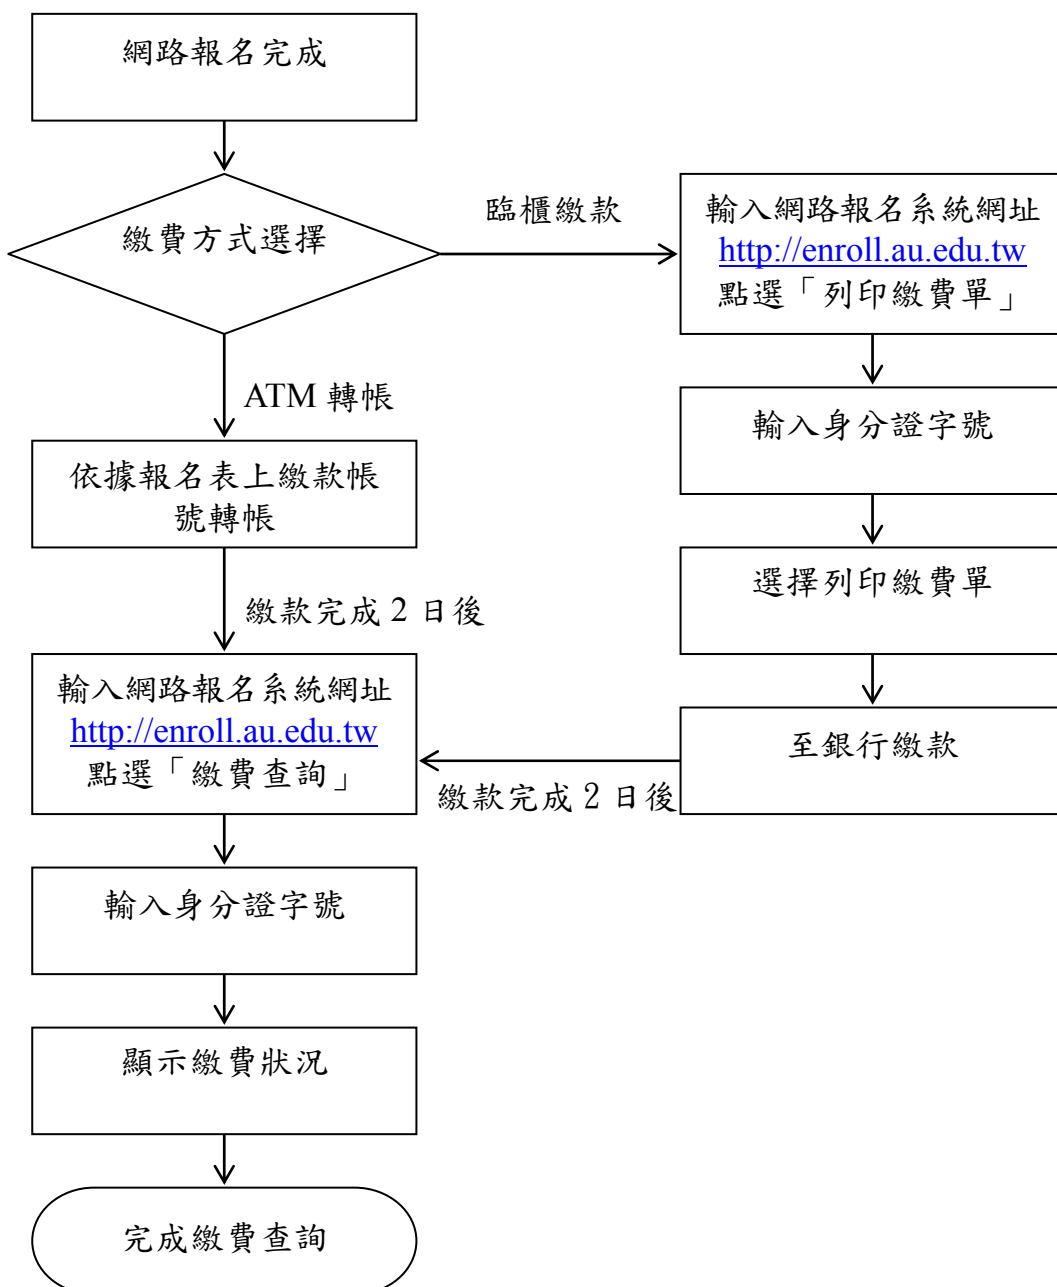 網路報名完成
繳費方式選擇
臨櫃繳款
輸入網路報名系統網址
http://enroll.au.edu.tw
點選「列印繳費單」
輸入身分證字號
選擇列印繳費單
至銀行繳款
繳款完成 2 日後
ATM 轉帳
依據報名表上繳款帳
號轉帳
繳款完成 2 日後
輸入網路報名系統網址
http://enroll.au.edu.tw
點選「繳費查詢」
輸入身分證字號
顯示繳費狀況
完成繳費查詢